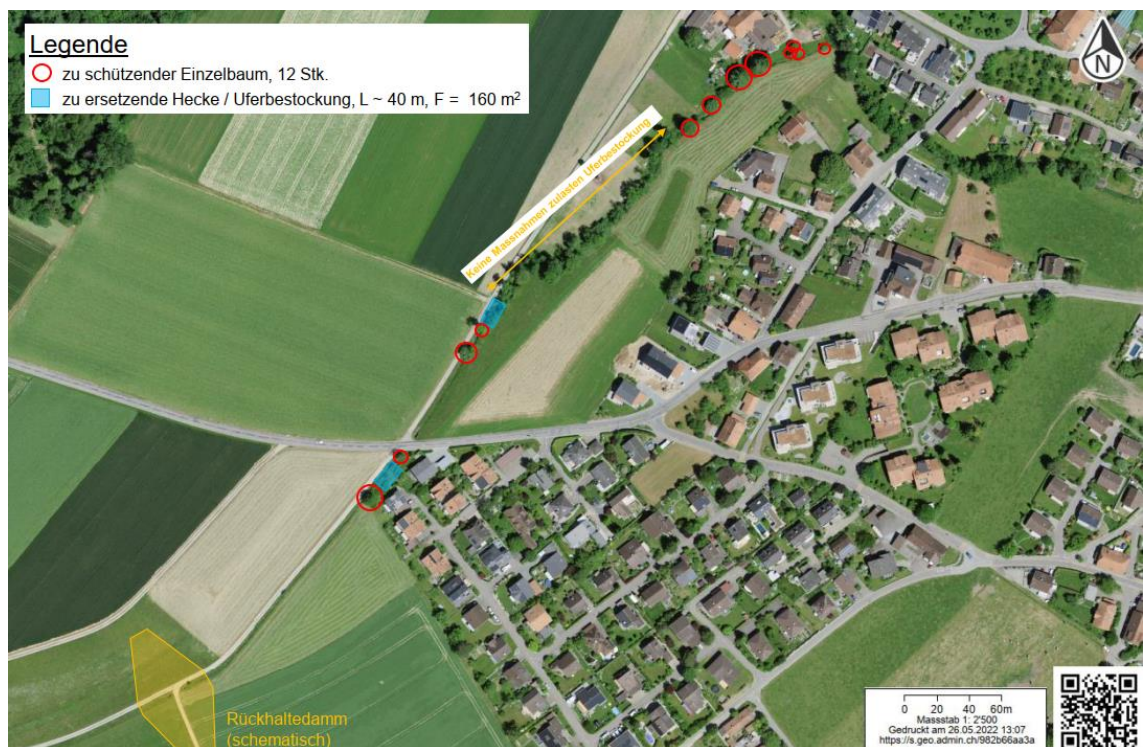 Legende
zu schützender Einzelbaum, 12 Stk.
zu ersetzende Hecke / Uferbestockung, L ~ 40 m, F = 160 m²
N
Keine Massnahmen zulasten Uferbestockung
Rückhaltedamm
(schematisch)
0 20 40 60m
Massstab 1: 2'500
Gedruckt am 26.05.2022 13:07
https://s.geo.admin.ch/982b66aa3a